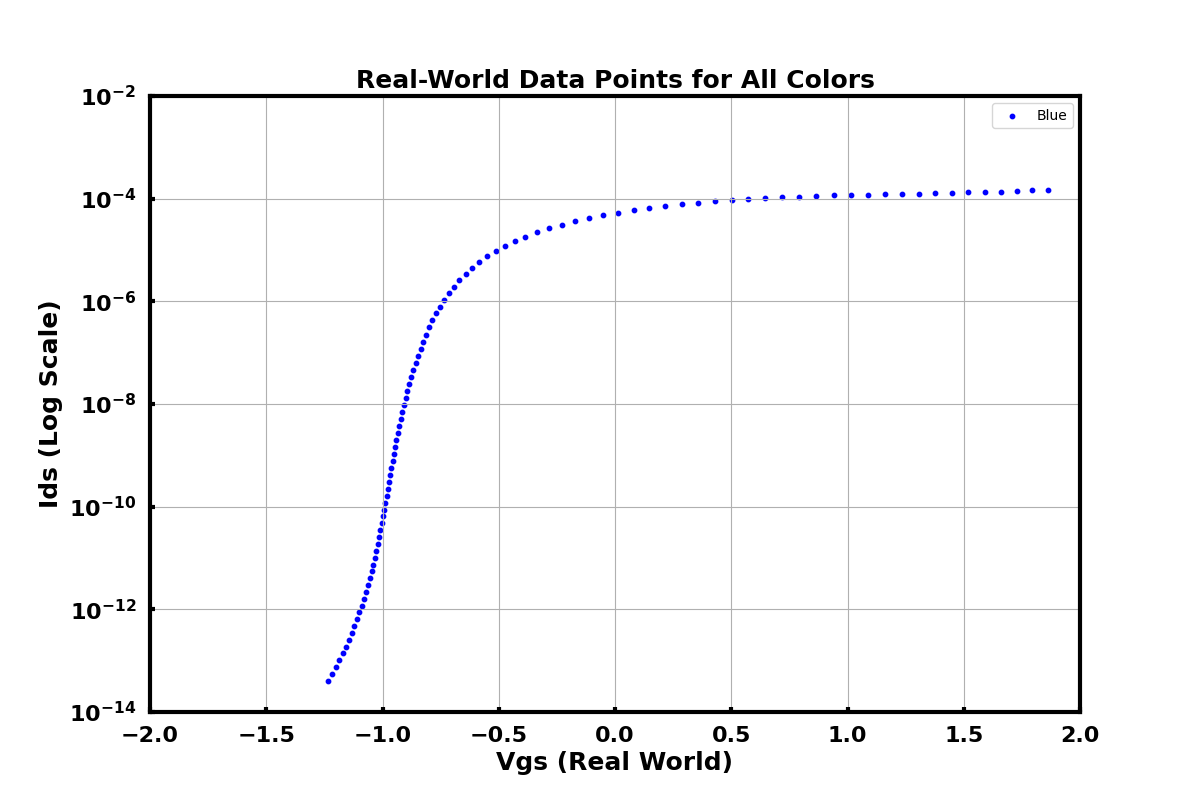 Real-World Data Points for All Colors
Blue
Ids (Log Scale)
10⁻²
10⁻⁴
10⁻⁶
10⁻⁸
10⁻¹⁰
10⁻¹²
10⁻¹⁴
−2.0 −1.5 −1.0 −0.5 0.0 0.5 1.0 1.5 2.0
Vgs (Real World)